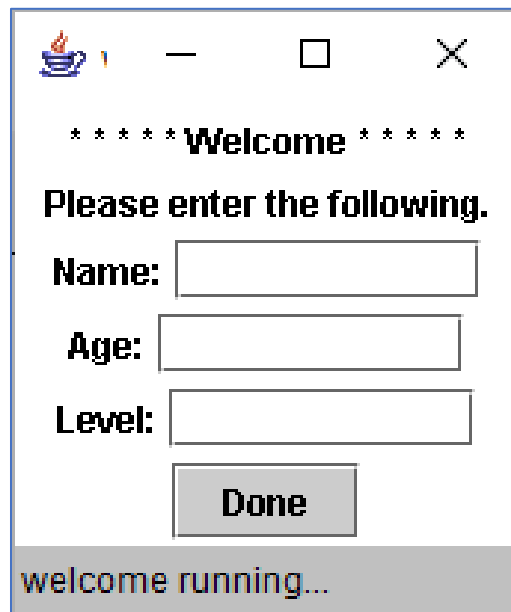 * * * * * Welcome * * * * *
Please enter the following.
Name:
Age:
Level:
Done
welcome running...